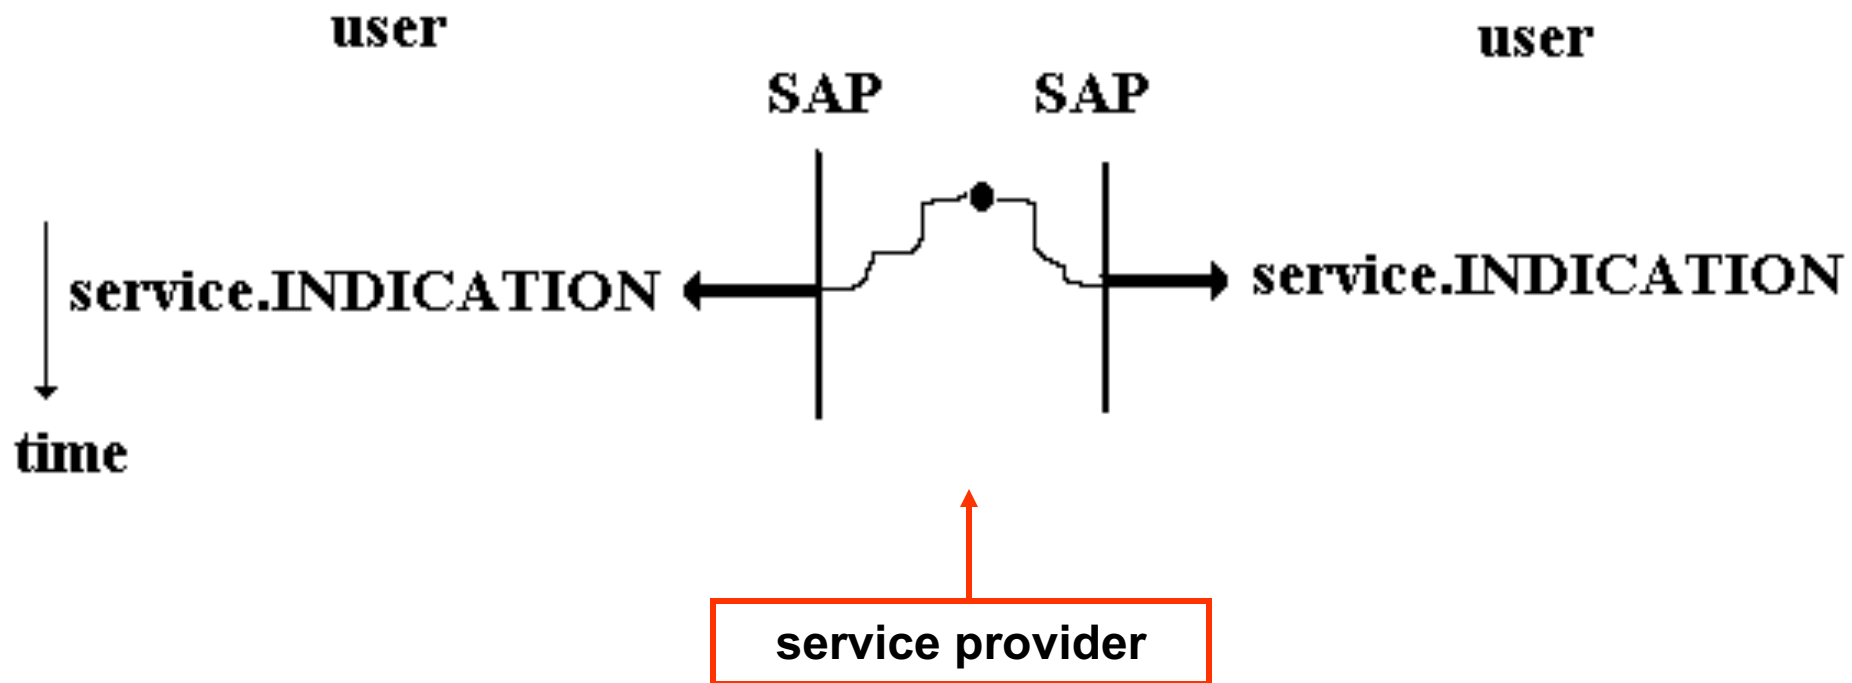 user
user
SAP
SAP
service.INDICATION
service.INDICATION
time
service provider